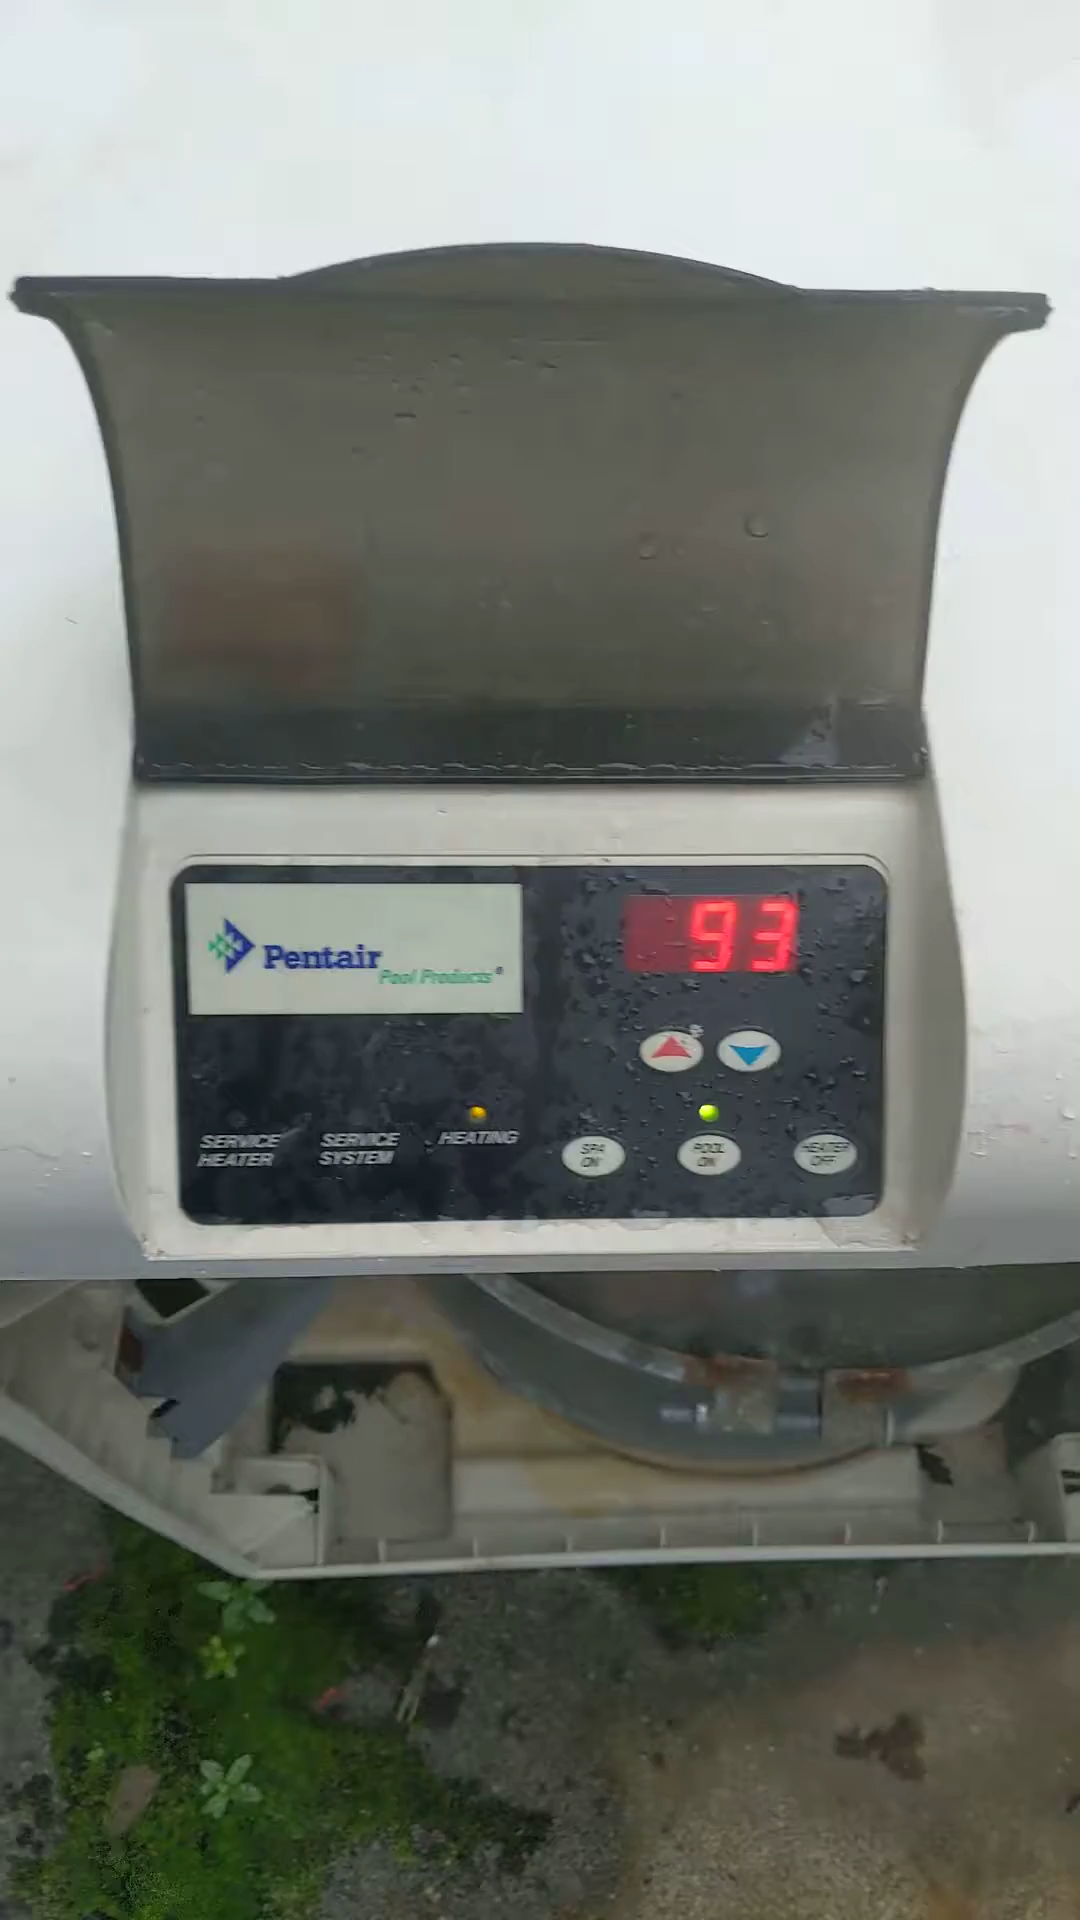 Pentair
Pool Products®
93
SERVICE
HEATER
SERVICE
SYSTEM
HEATING
SPA
ON
POOL
ON
HEATER
OFF